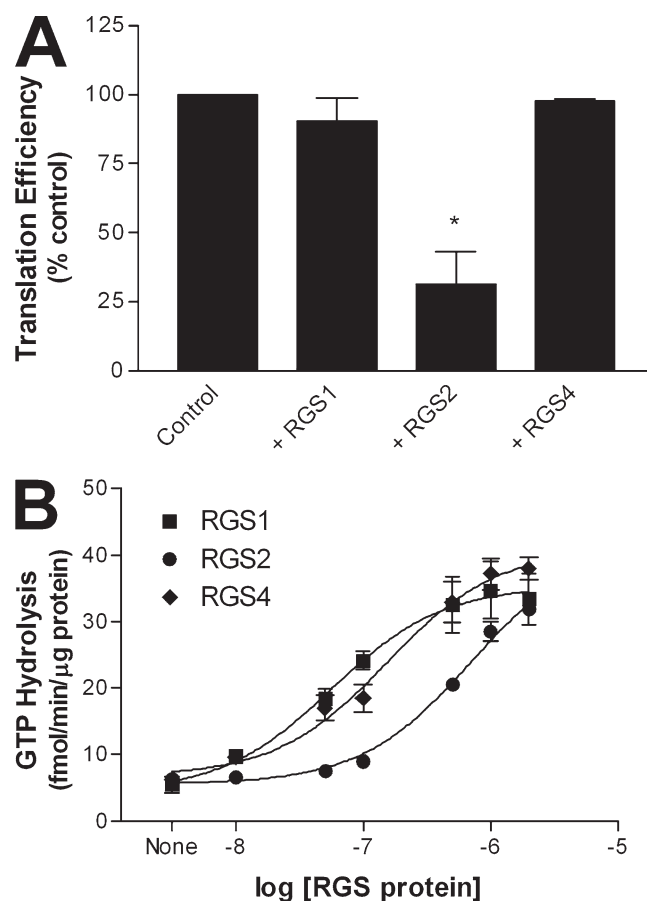 A
Translation Efficiency
(% control)
125
100
75
50
25
0
*
Control
+ RGS1
+ RGS2
+ RGS4
B
GTP Hydrolysis
(fmol/min/µg protein)
50
40
30
20
10
0
RGS1
RGS2
RGS4
None -8 -7 -6 -5
log [RGS protein]